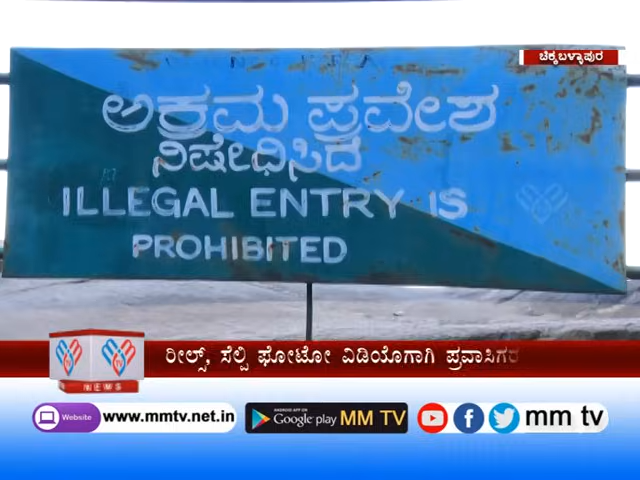 ಚಿಕ್ಕಬಳ್ಳಾಪುರ
ಅಕ್ರಮ ಪ್ರವೇಶ
ನಿಷೇಧಿಸಿದೆ
ILLEGAL ENTRY IS
PROHIBITED
ರೀಲ್ಸ್, ಸೆಲ್ಫಿ ಫೋಟೋ ವಿಡಿಯೊಗಾಗಿ ಪ್ರವಾಸಿಗರ
NEWS
Website www.mmtv.net.in ANDROID APP ON Google play MM TV mm tv